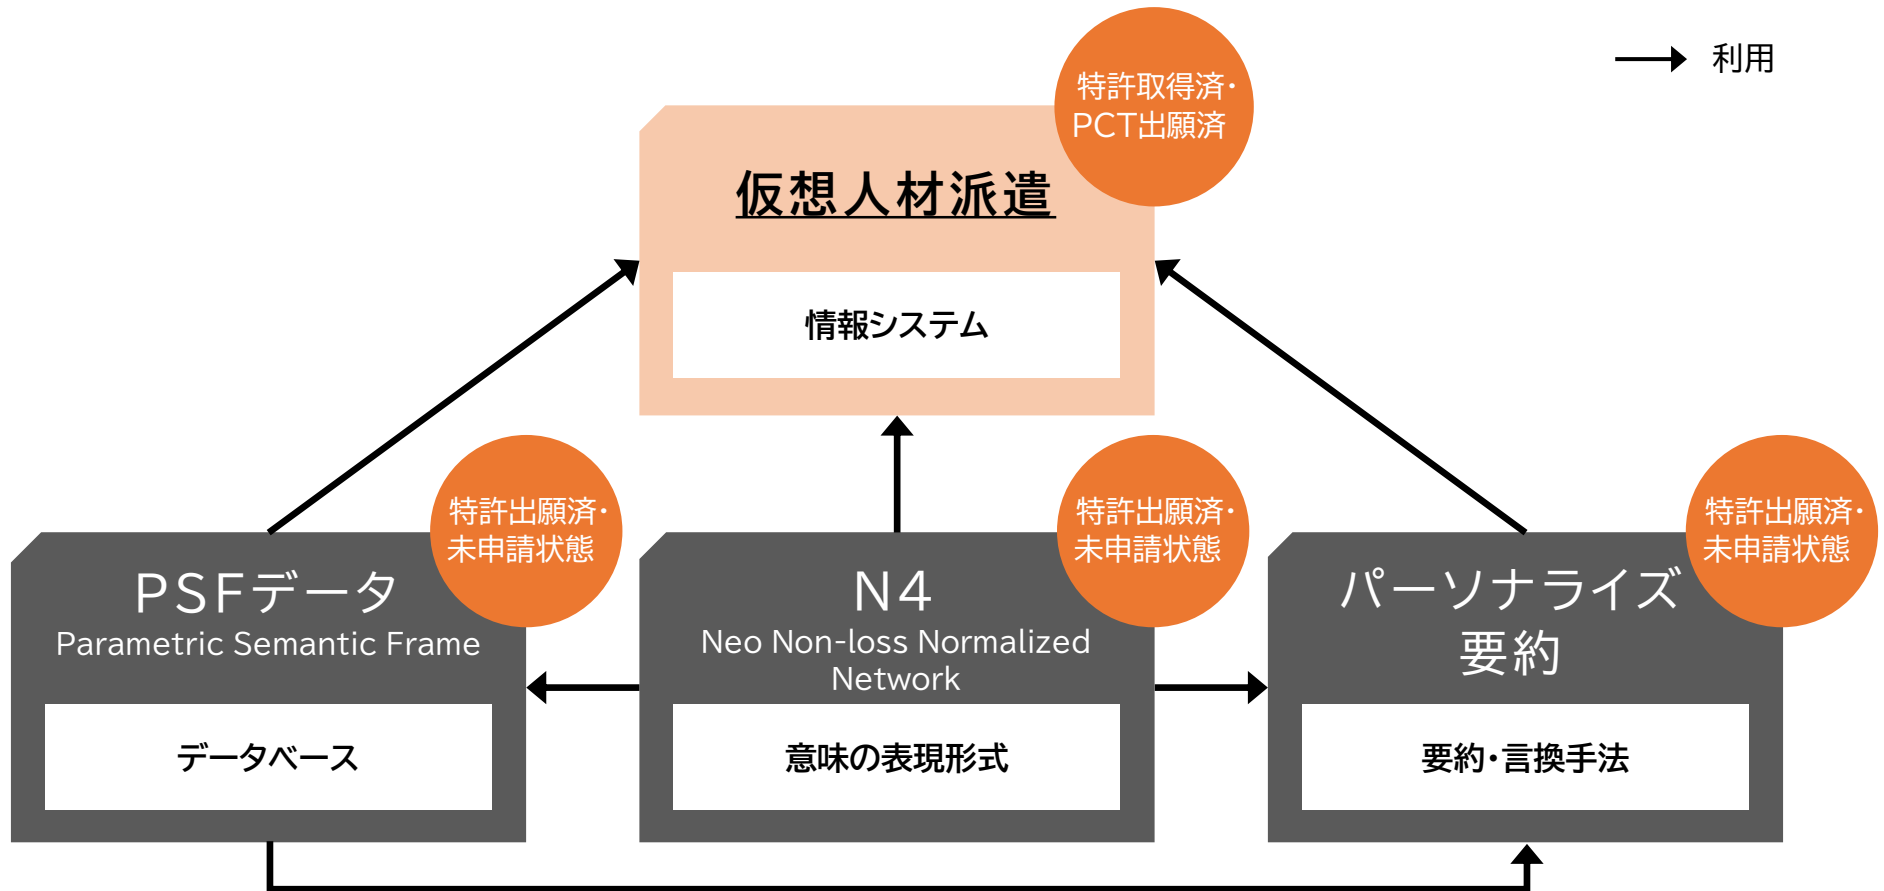 利用
特許取得済・
PCT出願済
仮想人材派遣
情報システム
特許出願済・
未申請状態
特許出願済・
未申請状態
特許出願済・
未申請状態
PSFデータ
Parametric Semantic Frame
データベース
N4
Neo Non-loss Normalized
Network
意味の表現形式
パーソナライズ
要約
要約・言換手法